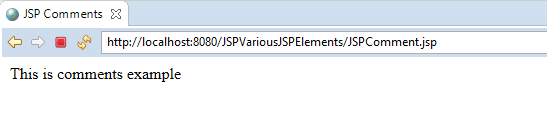 JSP Comments
http://localhost:8080/JSPVariousJSPElements/JSPComment.jsp
This is comments example